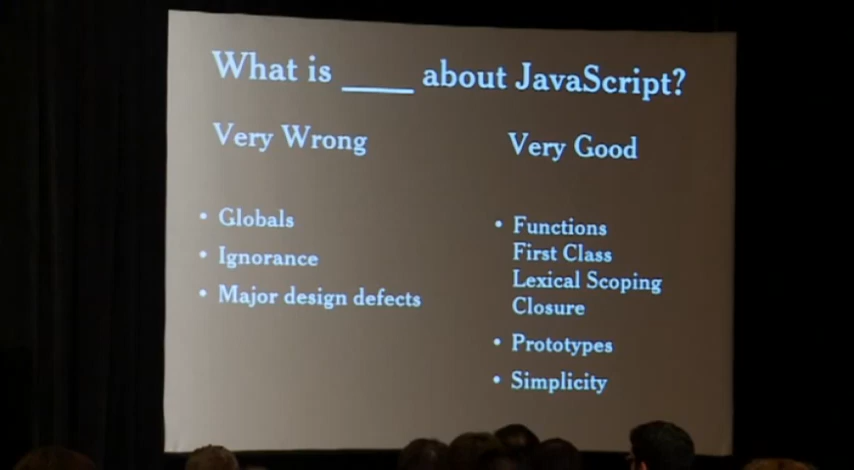 What is ____ about JavaScript?
Very Wrong
• Globals
• Ignorance
• Major design defects
Very Good
• Functions
First Class
Lexical Scoping
Closure
• Prototypes
• Simplicity